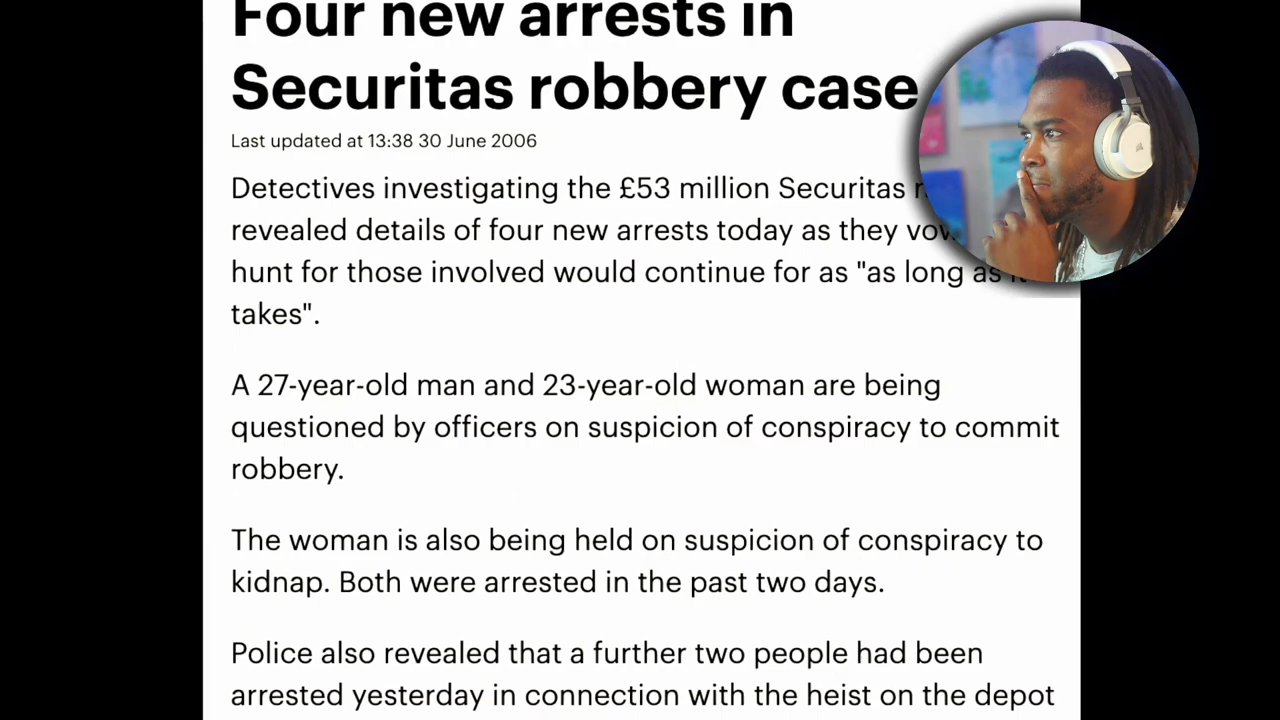 Four new arrests in
Securitas robbery case
Last updated at 13:38 30 June 2006
Detectives investigating the £53 million Securitas
revealed details of four new arrests today as they
hunt for those involved would continue for as "as long as
takes".
A 27-year-old man and 23-year-old woman are being
questioned by officers on suspicion of conspiracy to commit
robbery.
The woman is also being held on suspicion of conspiracy to
kidnap. Both were arrested in the past two days.
Police also revealed that a further two people had been
arrested yesterday in connection with the heist on the depot